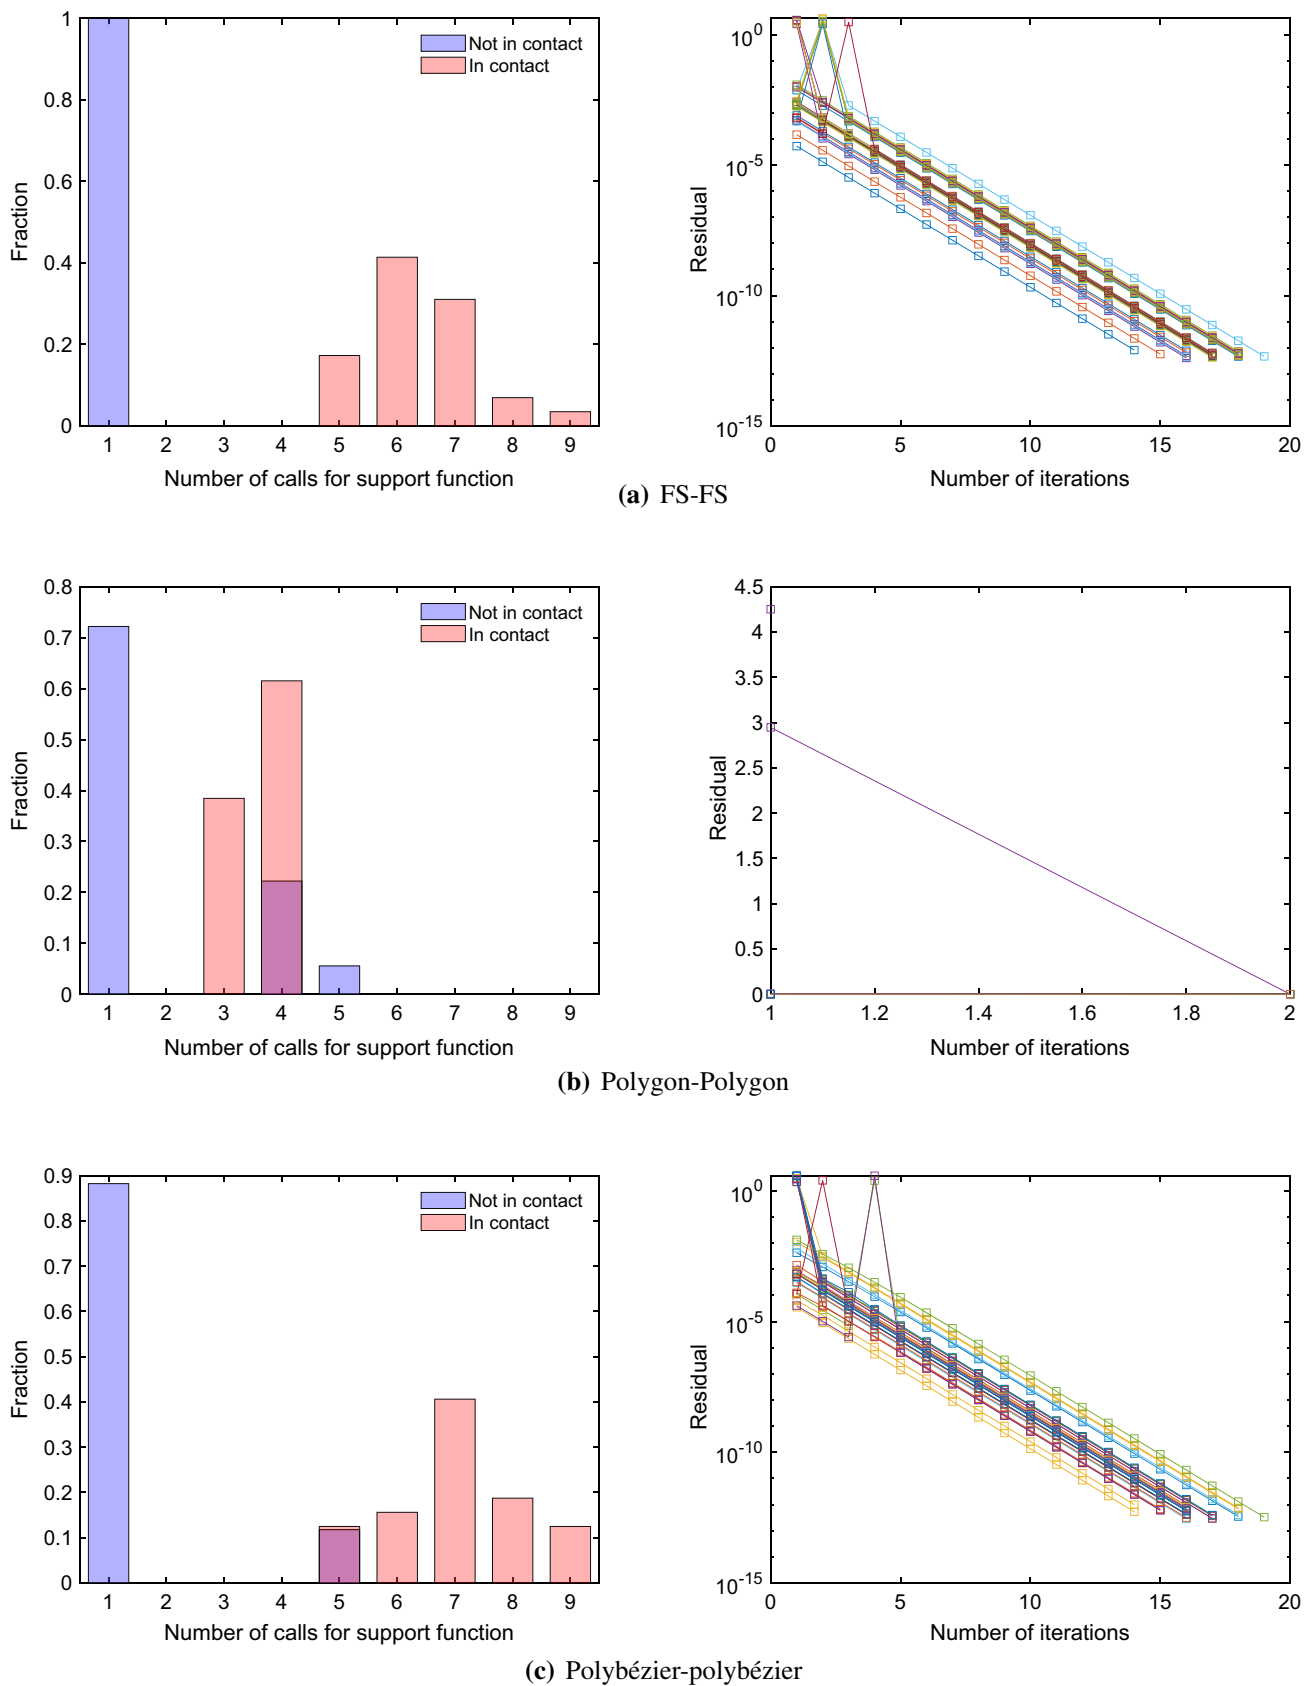 1
0.8
0.6
0.4
0.2
0
Fraction
Not in contact
In contact
1 2 3 4 5 6 7 8 9
Number of calls for support function
10^0
10^-5
10^-10
10^-15
Residual
0 5 10 15 20
Number of iterations
(a) FS-FS
0.8
0.7
0.6
0.5
0.4
0.3
0.2
0.1
0
Fraction
Not in contact
In contact
1 2 3 4 5 6 7 8 9
Number of calls for support function
4.5
4
3.5
3
2.5
2
1.5
1
0.5
0
Residual
1 1.2 1.4 1.6 1.8 2
Number of iterations
(b) Polygon-Polygon
0.9
0.8
0.7
0.6
0.5
0.4
0.3
0.2
0.1
0
Fraction
Not in contact
In contact
1 2 3 4 5 6 7 8 9
Number of calls for support function
10^0
10^-5
10^-10
10^-15
Residual
0 5 10 15 20
Number of iterations
(c) Polybézier-polybézier